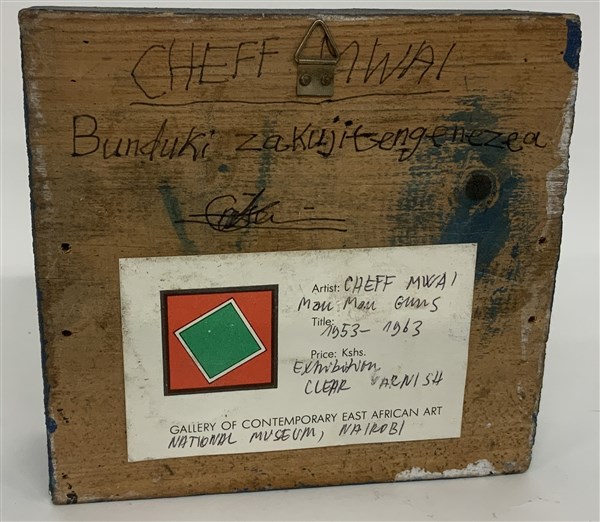 CHEFF MWAI
Bunduki zakujitengenezea
Artist: CHEFF MWAI
Mau Mau Guns
Title: 1953-1963
Price: Kshs.
Exhibition
CLEAR VARNISH
GALLERY OF CONTEMPORARY EAST AFRICAN ART
NATIONAL MUSEUM, NAIROBI